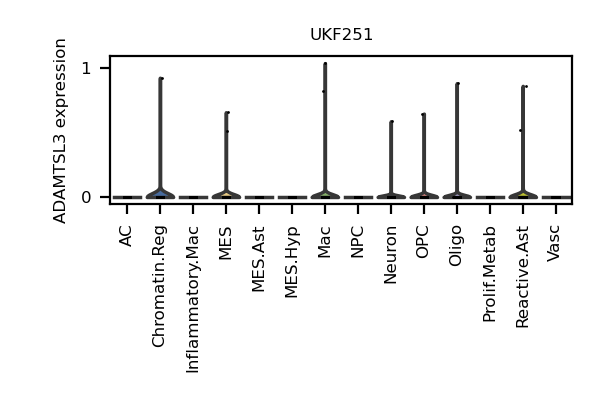 UKF251
ADAMTSL3 expression
1
0
AC
Chromatin.Reg
Inflammatory.Mac
MES
MES.Ast
MES.Hyp
Mac
NPC
Neuron
OPC
Oligo
Prolif.Metab
Reactive.Ast
Vasc